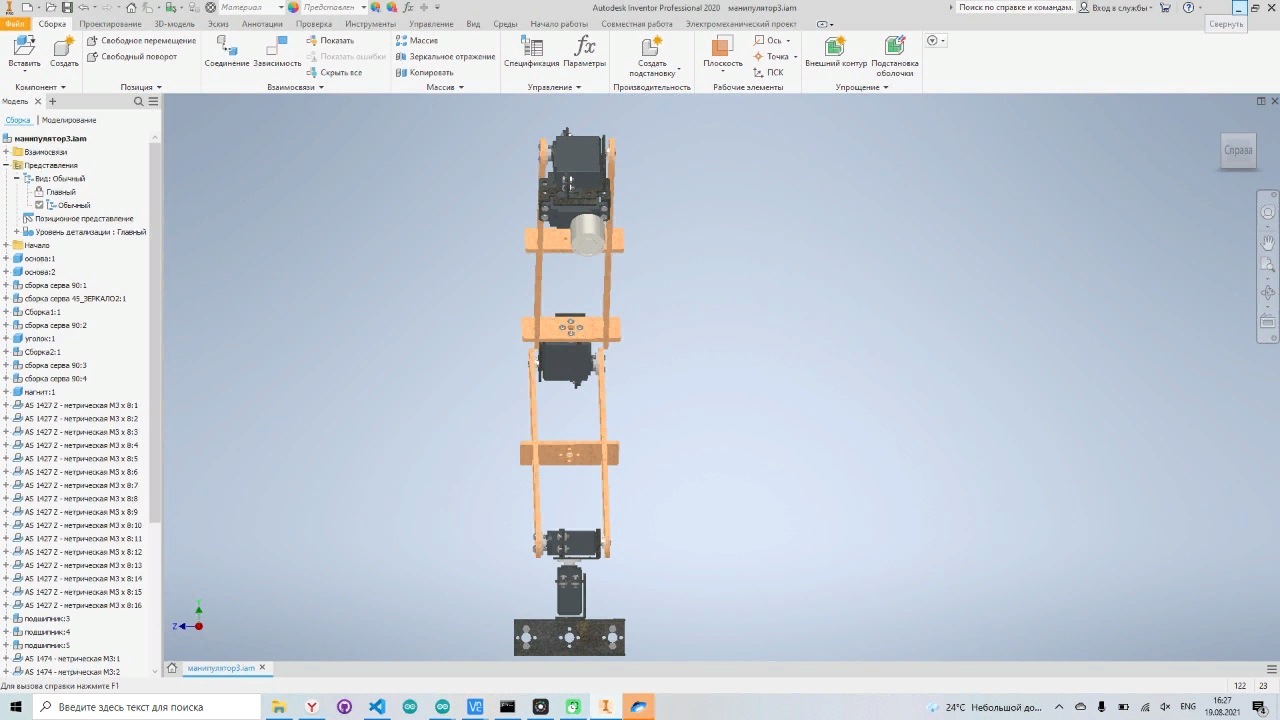 Материал
Представлен
Autodesk Inventor Professional 2020 манипулятор3.iam
Поиск по справке и командам.
Вход в службы
Свернуть
Файл
Сборка
Проектирование
3D-модель
Эскиз
Аннотации
Проверка
Инструменты
Управление
Вид
Среды
Начало работы
Совместная работа
Электромеханический проект
Вставить
Создать
Свободное перемещение
Свободный поворот
Соединение
Зависимость
Показать
Показать ошибки
Скрыть все
Массив
Зеркальное отражение
Копировать
Спецификация
fx
Параметры
Создать подстановку
Плоскость
Ось
Точка
ПСК
Внешний контур
Подстановка оболочки
Компонент
Позиция
Взаимосвязи
Массив
Управление
Производительность
Рабочие элементы
Упрощение
Модель
Сборка
Моделирование
манипулятор3.iam
Взаимосвязи
Представления
Вид: Обычный
Главный
Обычный
Позиционное представление
Уровень детализации : Главный
Начало
основа:1
основа:2
сборка серва 90:1
сборка серва 45_ЗЕРКАЛО2:1
Сборка1:1
сборка серва 90:2
уголок:1
Сборка2:1
сборка серва 90:3
сборка серва 90:4
магнит:1
AS 1427 Z - метрическая M3 x 8:1
AS 1427 Z - метрическая M3 x 8:2
AS 1427 Z - метрическая M3 x 8:3
AS 1427 Z - метрическая M3 x 8:4
AS 1427 Z - метрическая M3 x 8:5
AS 1427 Z - метрическая M3 x 8:6
AS 1427 Z - метрическая M3 x 8:7
AS 1427 Z - метрическая M3 x 8:8
AS 1427 Z - метрическая M3 x 8:9
AS 1427 Z - метрическая M3 x 8:10
AS 1427 Z - метрическая M3 x 8:11
AS 1427 Z - метрическая M3 x 8:12
AS 1427 Z - метрическая M3 x 8:13
AS 1427 Z - метрическая M3 x 8:14
AS 1427 Z - метрическая M3 x 8:15
AS 1427 Z - метрическая M3 x 8:16
подшипник:3
подшипник:4
подшипник:5
AS 1474 - метрическая M3:1
AS 1474 - метрическая M3:2
Справа
Z
манипулятор3.iam
Для вызова справки нажмите F1
122 23
Введите здесь текст для поиска
24°C Небольшой до...
ENG
16:27
19.08.2021